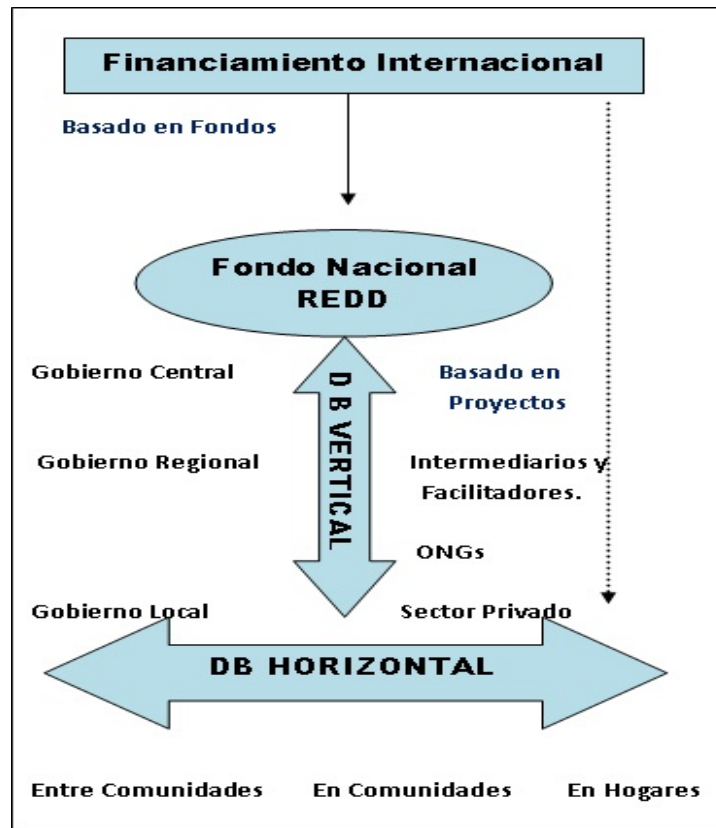 Financiamiento Internacional
Basado en Fondos
Fondo Nacional
REDD
Gobierno Central
Basado en
Proyectos
DB VERTICAL
Gobierno Regional
Intermediarios y
Facilitadores.
ONGs
Gobierno Local
Sector Privado
DB HORIZONTAL
Entre Comunidades
En Comunidades
En Hogares